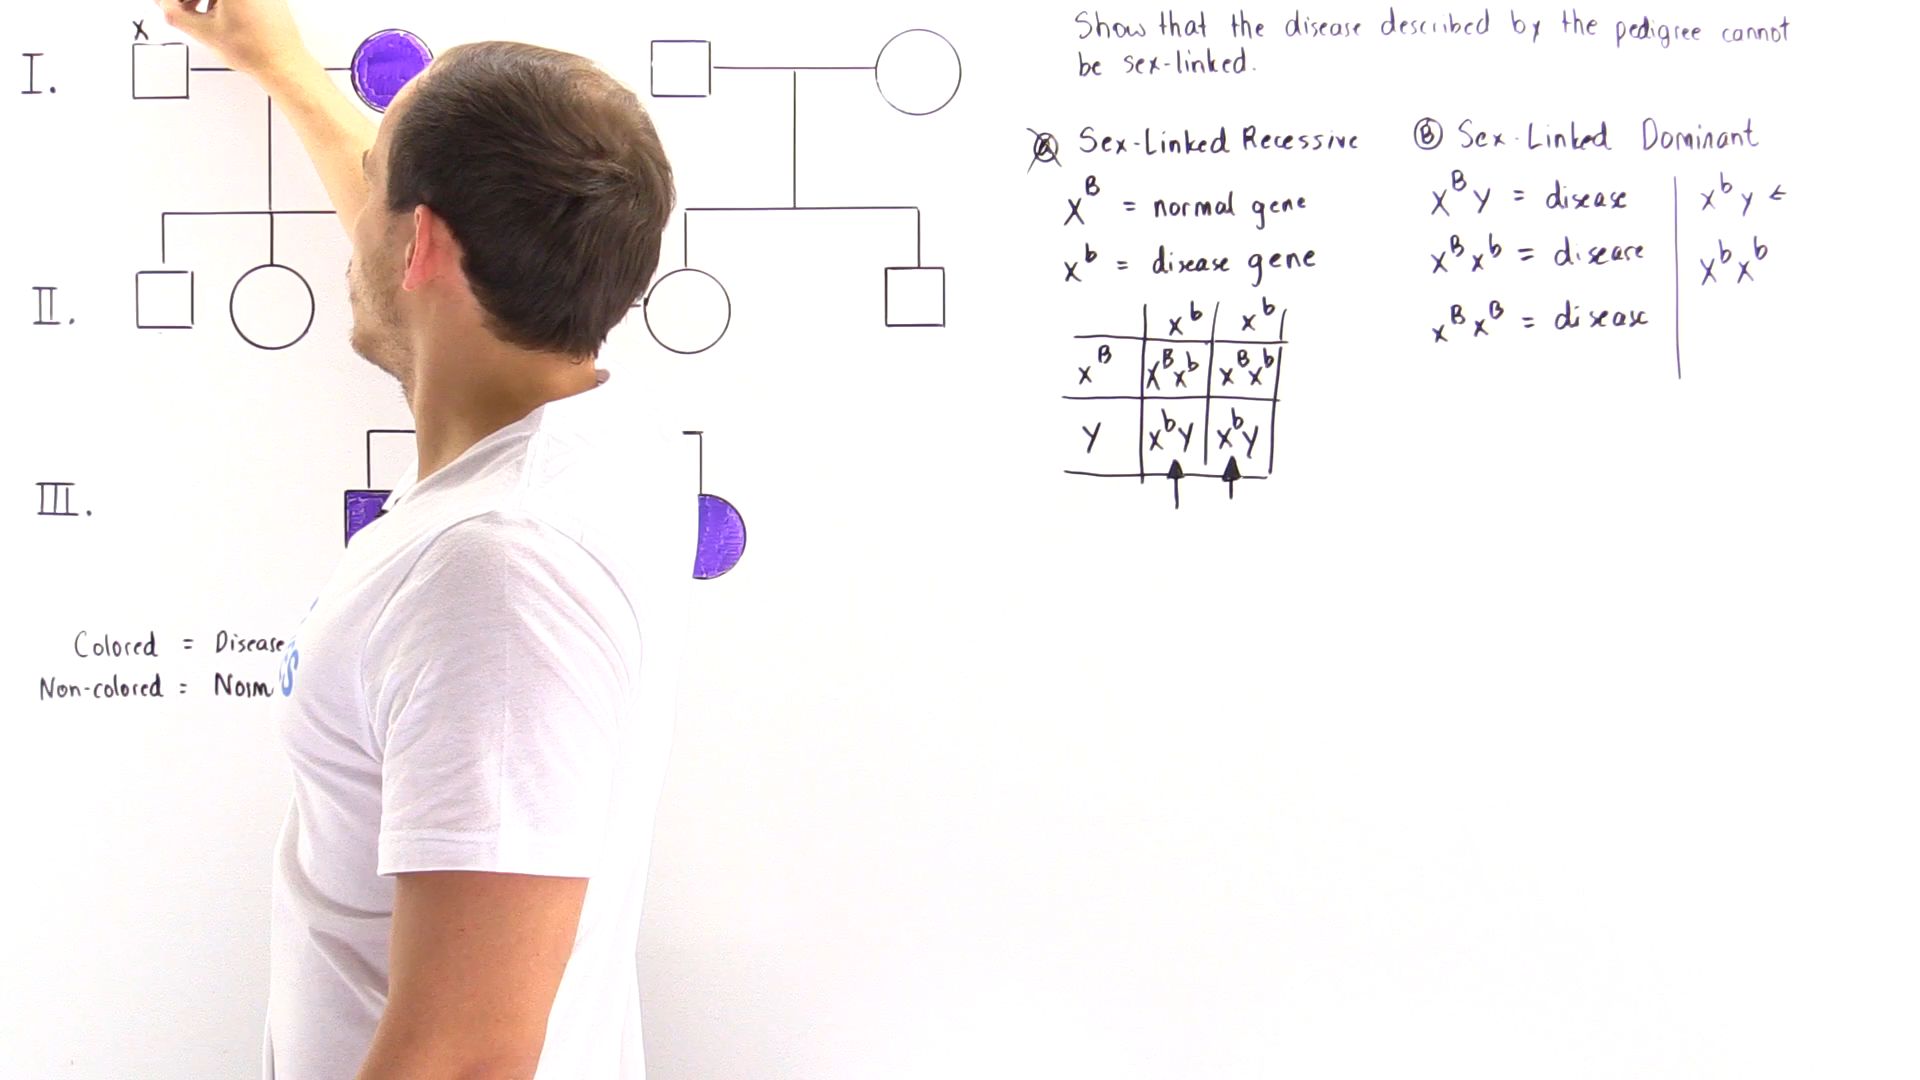 X
I.
II.
III.
Colored = Disease
Non-colored = Norm
Show that the disease described by the pedigree cannot
be sex-linked.
A Sex-Linked Recessive
X^B = normal gene
X^b = disease gene
X^b X^b
X^B X^B X^b X^B X^b
Y X^b Y X^b Y
B Sex-Linked Dominant
X^B Y = disease
X^B X^b = disease
X^B X^B = disease
X^b Y ←
X^b X^b